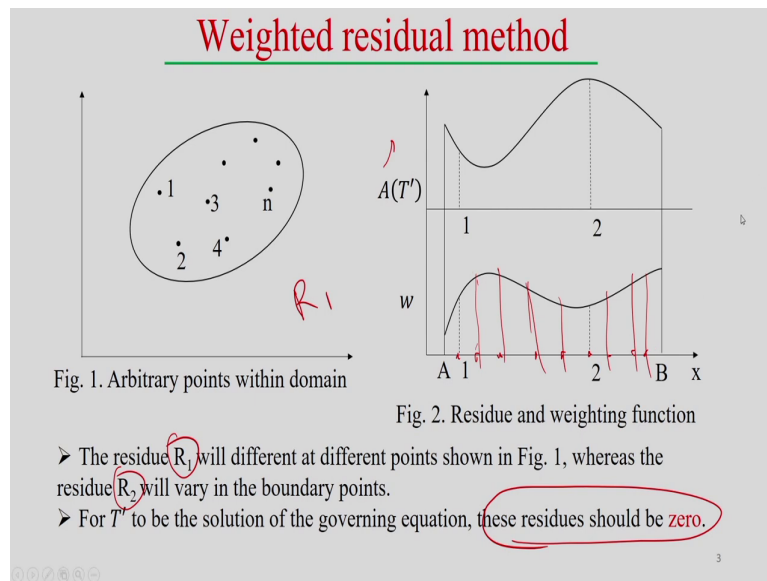 Weighted residual method
1
3
n
2
4
R1
Fig. 1. Arbitrary points within domain
A(T′)
1
2
w
A 1 2 B x
Fig. 2. Residue and weighting function
➢ The residue R1 will different at different points shown in Fig. 1, whereas the
residue R2 will vary in the boundary points.
➢ For T′ to be the solution of the governing equation, these residues should be zero.
3